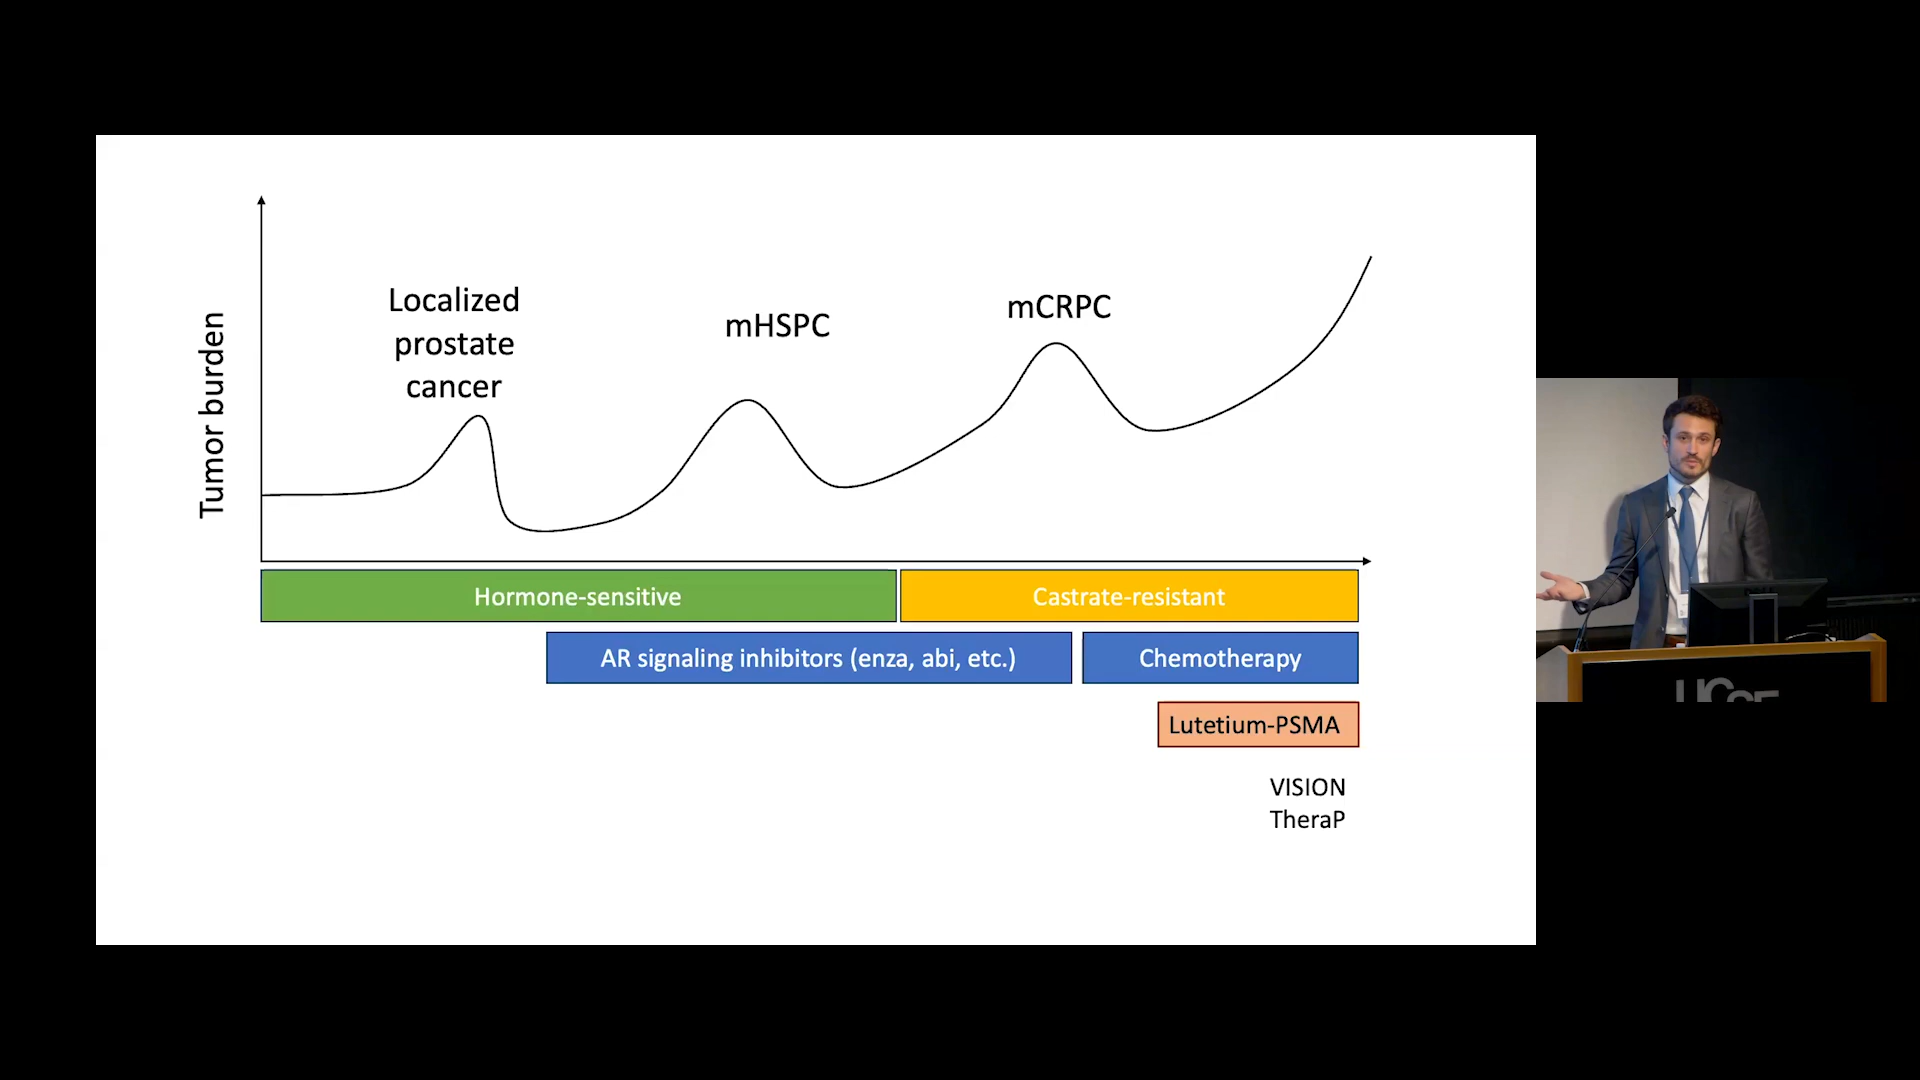 Localized
prostate
cancer
mHSPC
mCRPC
Tumor burden
Hormone-sensitive
Castrate-resistant
AR signaling inhibitors (enza, abi, etc.)
Chemotherapy
Lutetium-PSMA
VISION
TheraP
UCSF